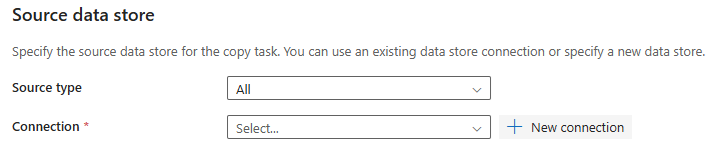 Source data store
Specify the source data store for the copy task. You can use an existing data store connection or specify a new data store.
Source type All
Connection * Select... + New connection